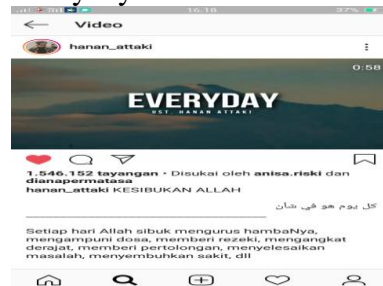 16.18
37%
Video
hanan_attaki
0:58
EVERYDAY
UST. HANAN ATTAKI
1.546.152 tayangan • Disukai oleh anisa.riski dan
dianapermatasa
hanan_attaki KESIBUKAN ALLAH
كل يوم هو في شان
Setiap hari Allah sibuk mengurus hambaNya,
mengampuni dosa, memberi rezeki, mengangkat
derajat, memberi pertolongan, menyelesaikan
masalah, menyembuhkan sakit, dll